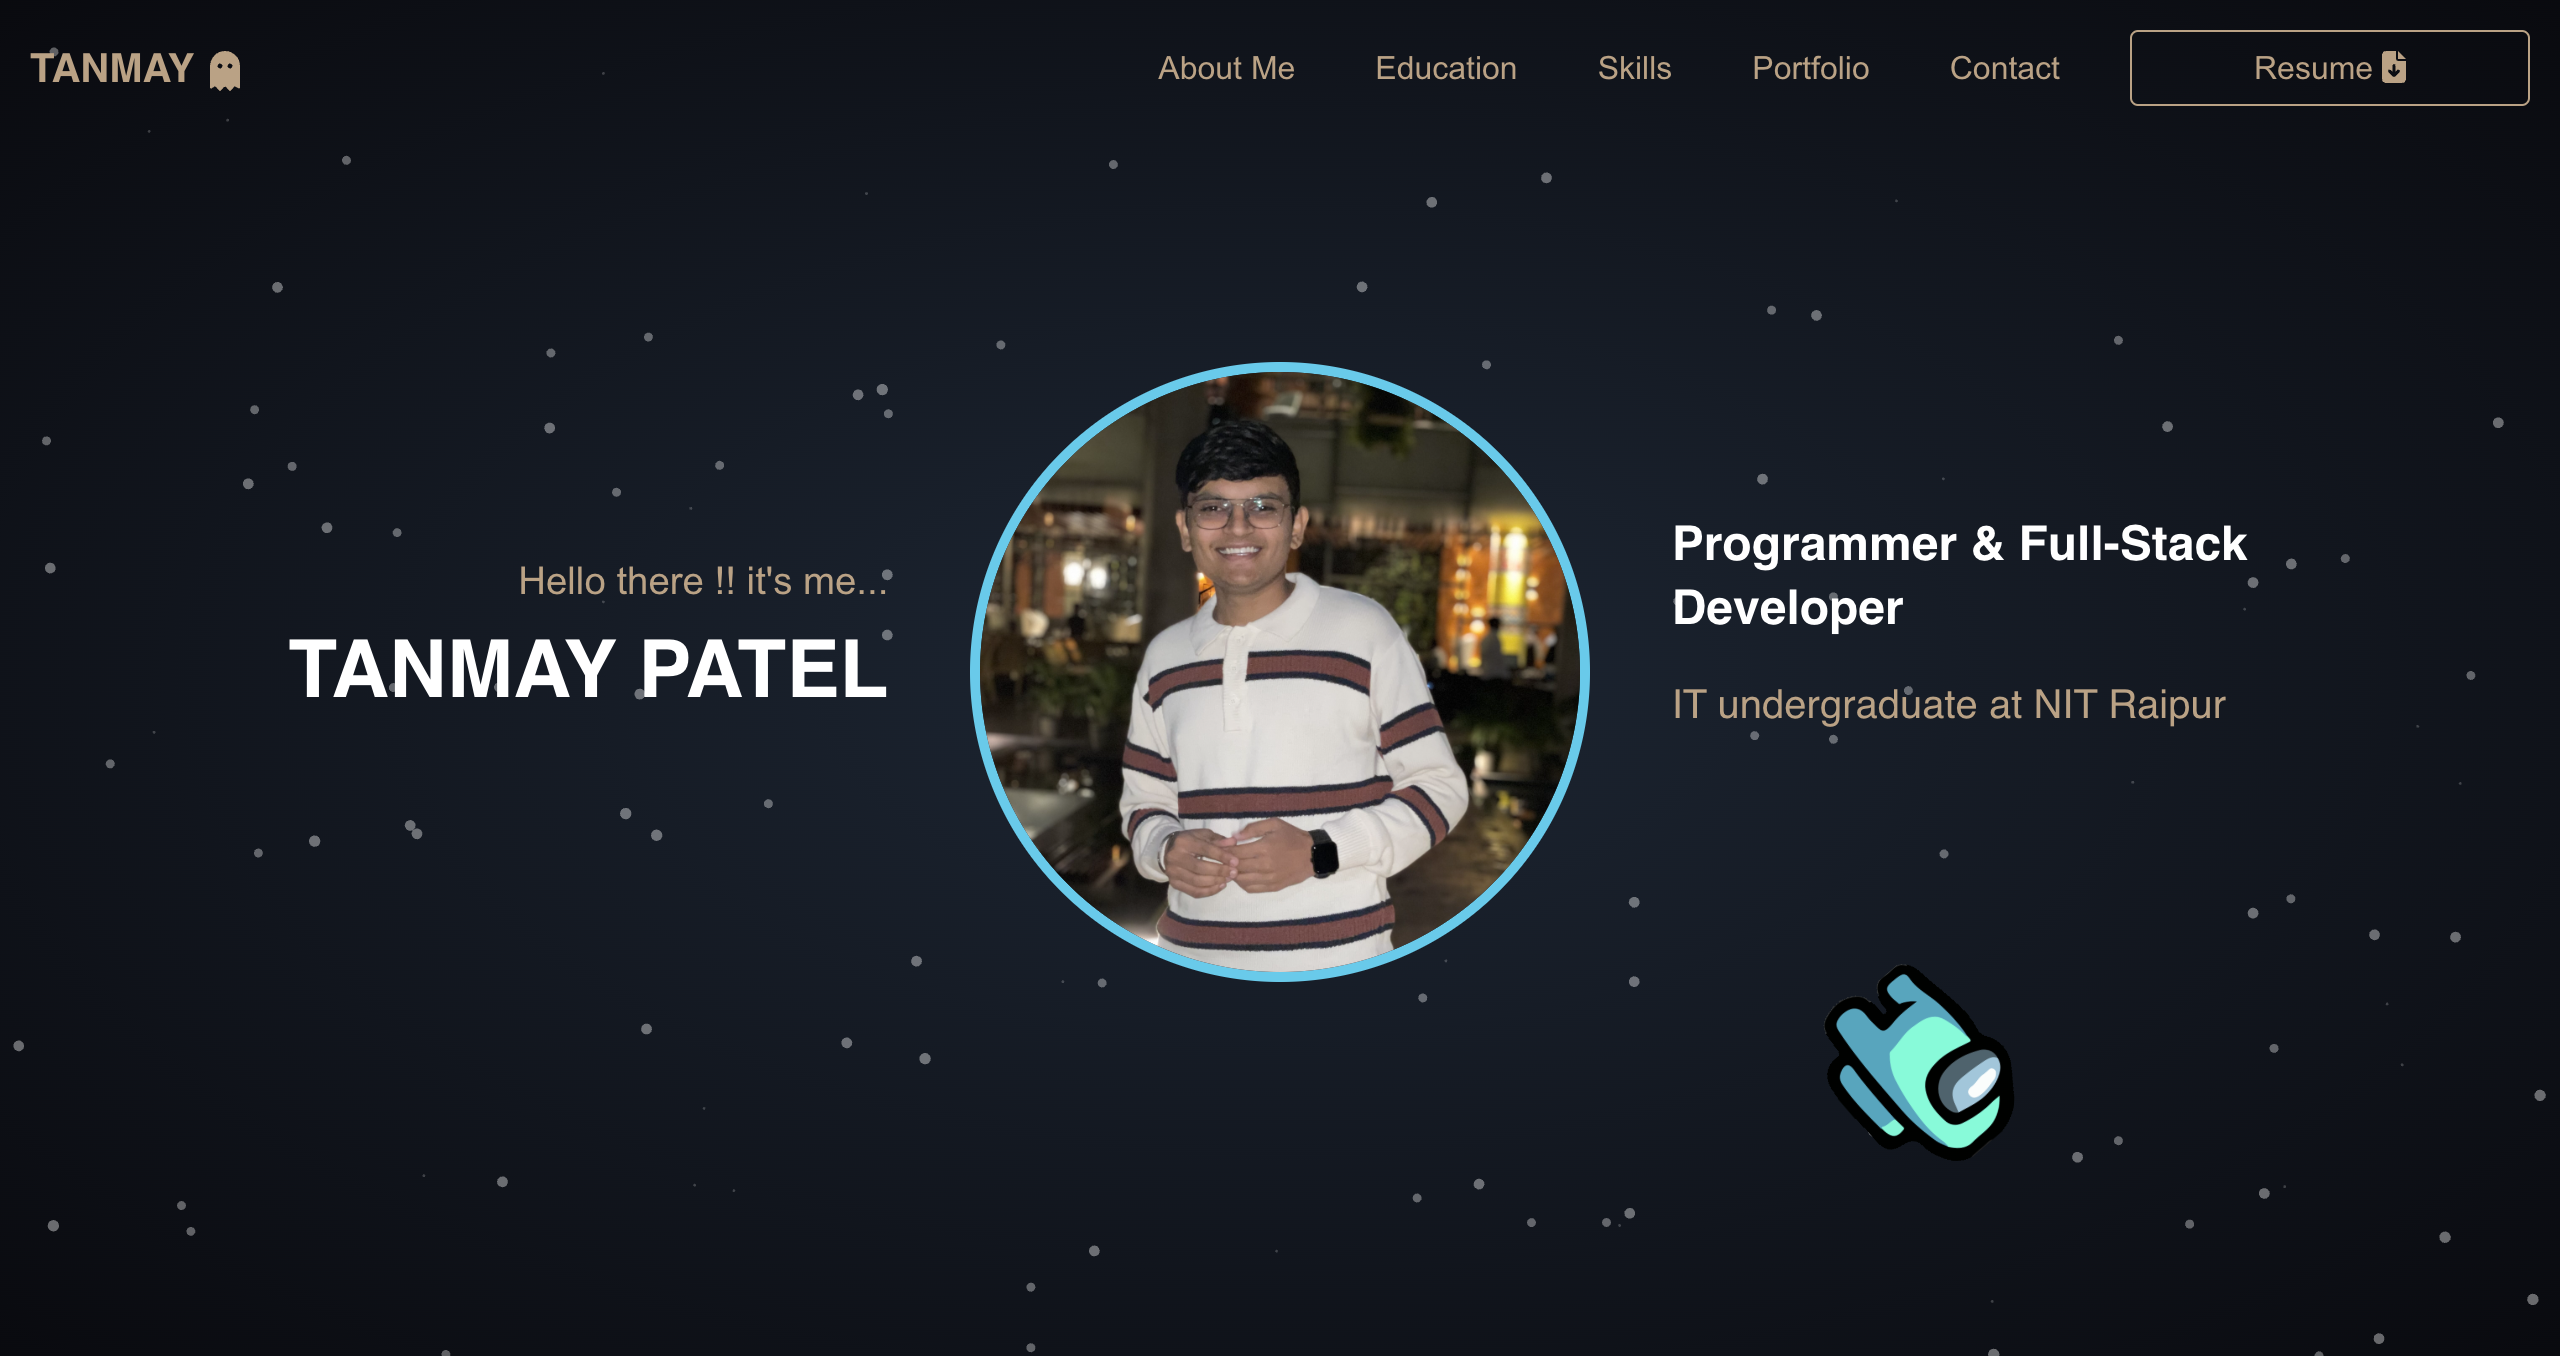 TANMAY
About Me
Education
Skills
Portfolio
Contact
Resume
Hello there !! it's me...
TANMAY PATEL
Programmer & Full-Stack
Developer
IT undergraduate at NIT Raipur